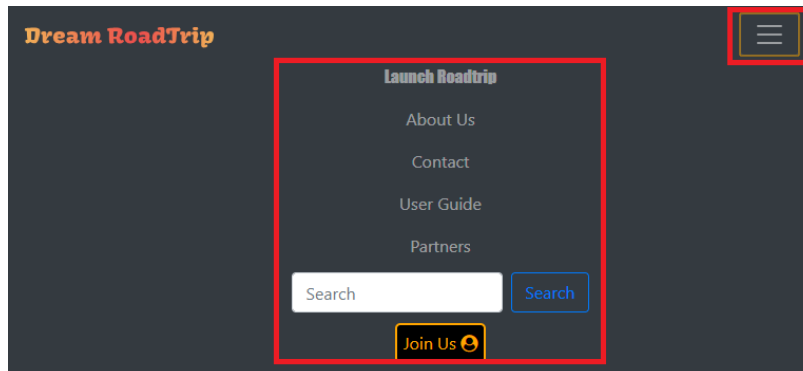 Dream RoadTrip
Launch Roadtrip
About Us
Contact
User Guide
Partners
Search Search
Join Us